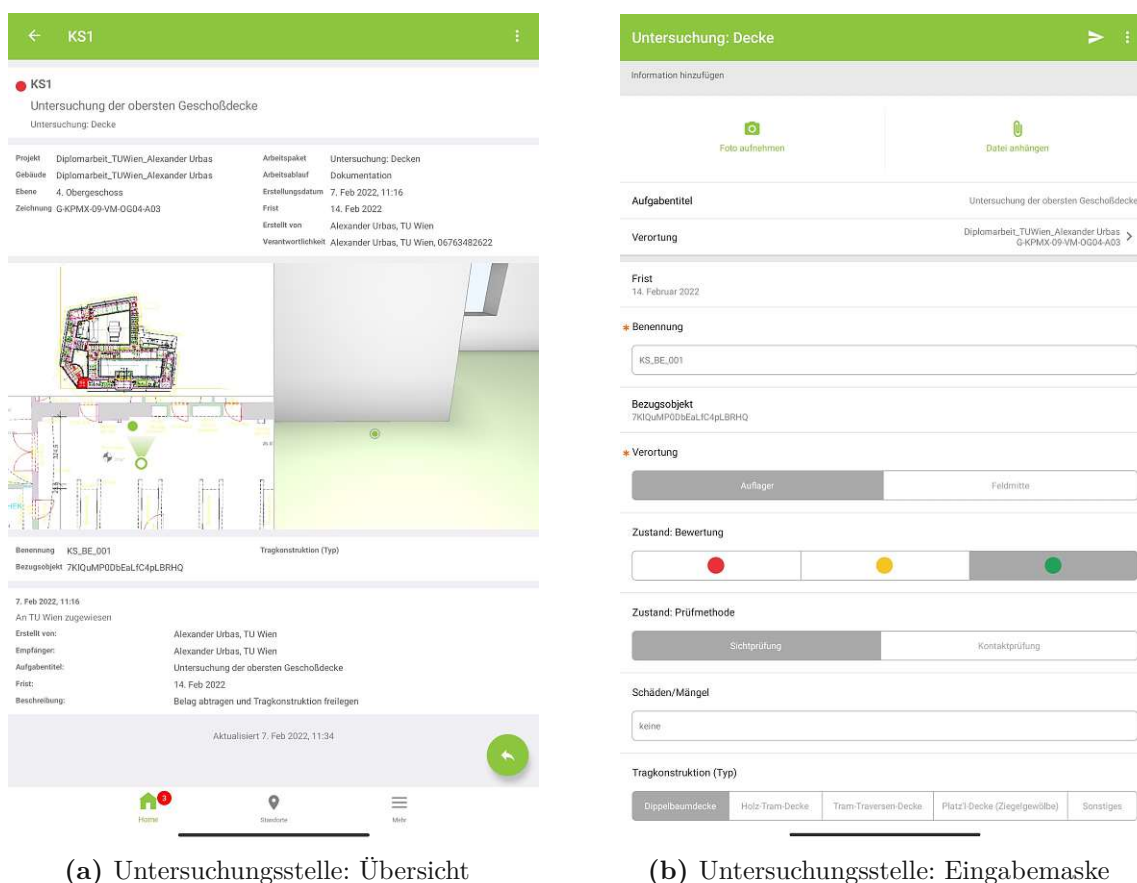 KS1
KS1
Untersuchung der obersten Geschoßdecke
Untersuchung: Decke
Projekt Diplomarbeit_TUWien_Alexander Urbas
Gebäude Diplomarbeit_TUWien_Alexander Urbas
Ebene 4. Obergeschoss
Zeichnung G-KPMX-09-VM-OG04-A03
Arbeitspaket Untersuchung: Decken
Arbeitsablauf Dokumentation
Erstellungsdatum 7. Feb 2022, 11:16
Frist 14. Feb 2022
Erstellt von Alexander Urbas, TU Wien
Verantwortlichkeit Alexander Urbas, TU Wien, 06763482622
11
Benennung KS_BE_001
Tragkonstruktion (Typ)
Bezugsobjekt 7KIQuMP0DbEaLfC4pLBRHQ
7. Feb 2022, 11:16
An TU Wien zugewiesen
Erstellt von: Alexander Urbas, TU Wien
Empfänger: Alexander Urbas, TU Wien
Aufgabentitel: Untersuchung der obersten Geschoßdecke
Frist: 14. Feb 2022
Beschreibung: Belag abtragen und Tragkonstruktion freilegen
Aktualisiert 7. Feb 2022, 11:34
3
Home Standorte Mehr
(a) Untersuchungsstelle: Übersicht
Untersuchung: Decke
Information hinzufügen
Foto aufnehmen Datei anhängen
Aufgabentitel Untersuchung der obersten Geschoßdecke
Verortung Diplomarbeit_TUWien_Alexander Urbas
G-KPMX-09-VM-OG04-A03
Frist
14. Februar 2022
* Benennung
KS_BE_001
Bezugsobjekt
7KIQuMP0DbEaLfC4pLBRHQ
* Verortung
Auflager Feldmitte
Zustand: Bewertung
Zustand: Prüfmethode
Sichtprüfung Kontaktprüfung
Schäden/Mängel
keine
Tragkonstruktion (Typ)
Dippelbaumdecke Holz-Tram-Decke Tram-Traversen-Decke Platz'l-Decke (Ziegelgewölbe) Sonstiges
(b) Untersuchungsstelle: Eingabemaske